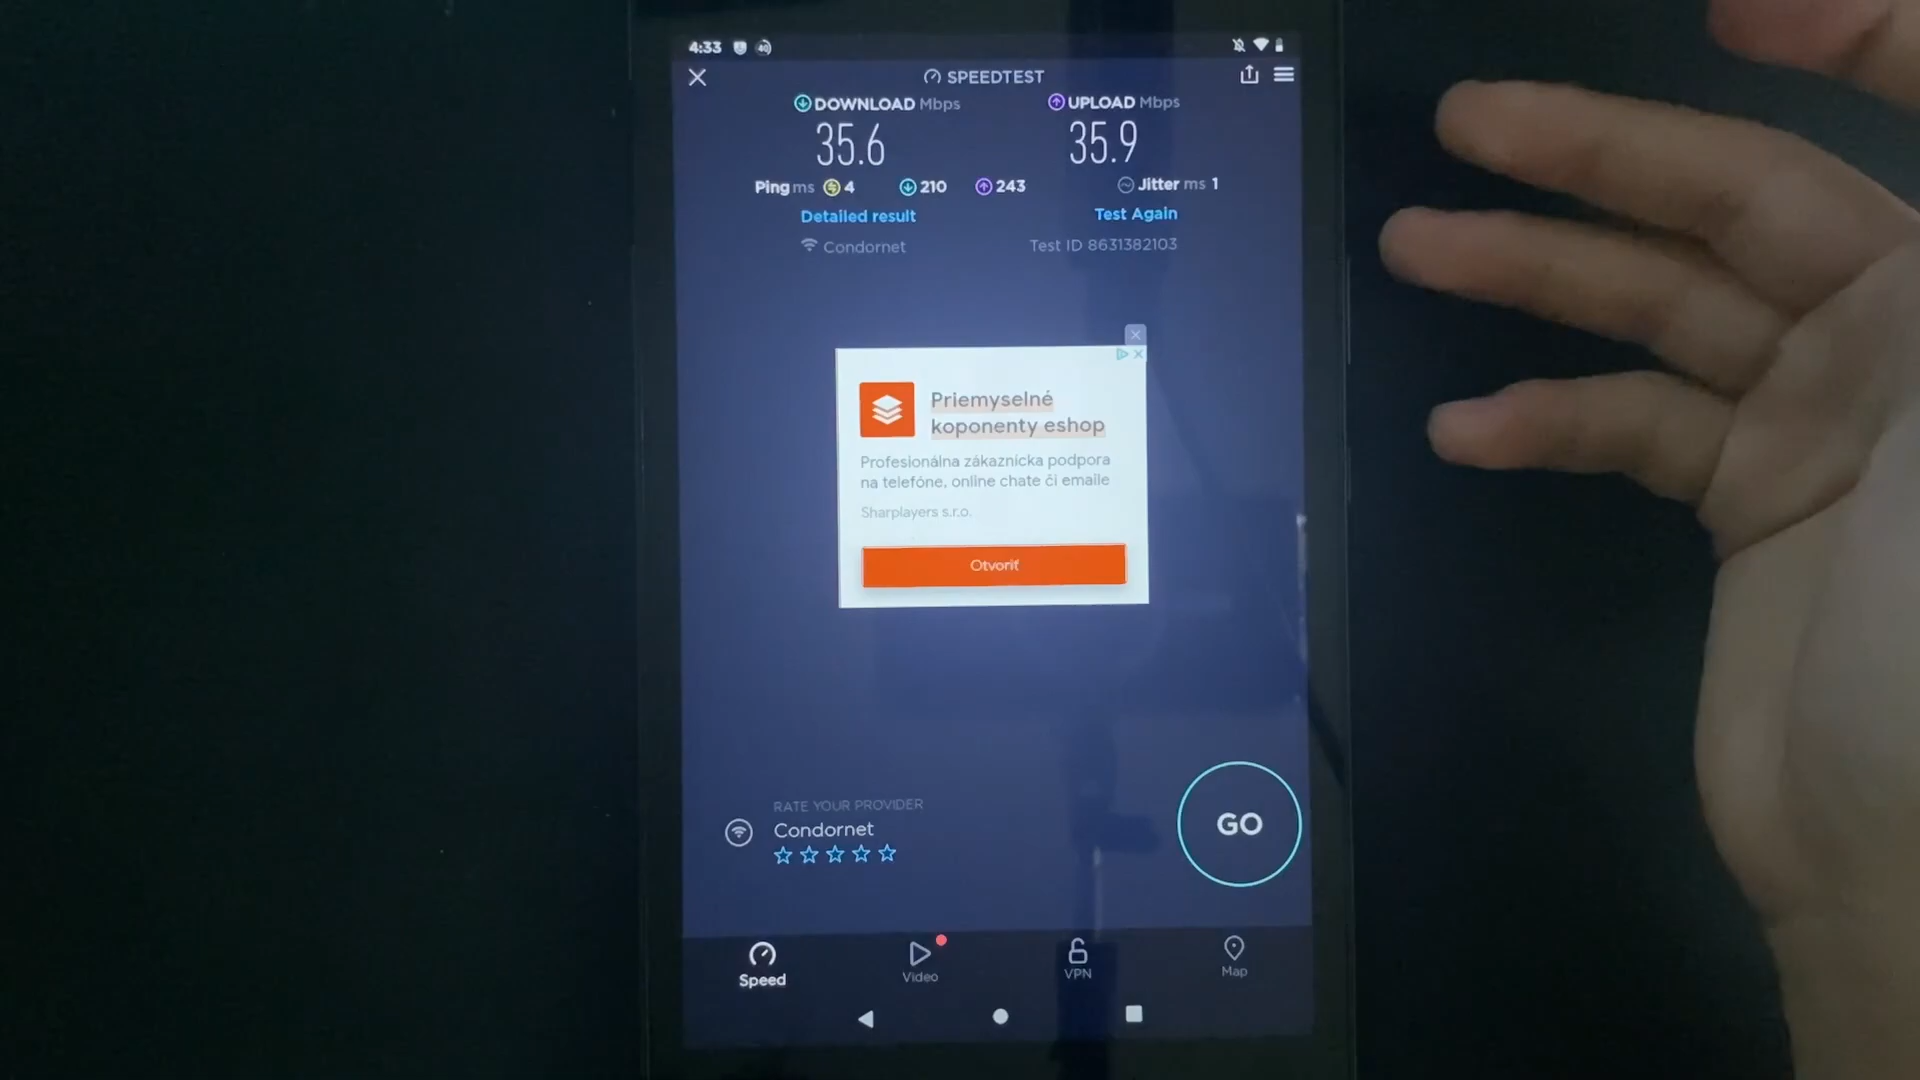 4:33
40
SPEEDTEST
DOWNLOAD Mbps
UPLOAD Mbps
35.6
35.9
Ping ms 4 210 243
Jitter ms 1
Detailed result
Test Again
Condornet
Test ID 8631382103
Priemyselné
koponenty eshop
Profesionálna zákaznícka podpora
na telefóne, online chate či emaile
Sharplayers s.r.o.
Otvoriť
RATE YOUR PROVIDER
Condornet
GO
Speed
Video
VPN
Map